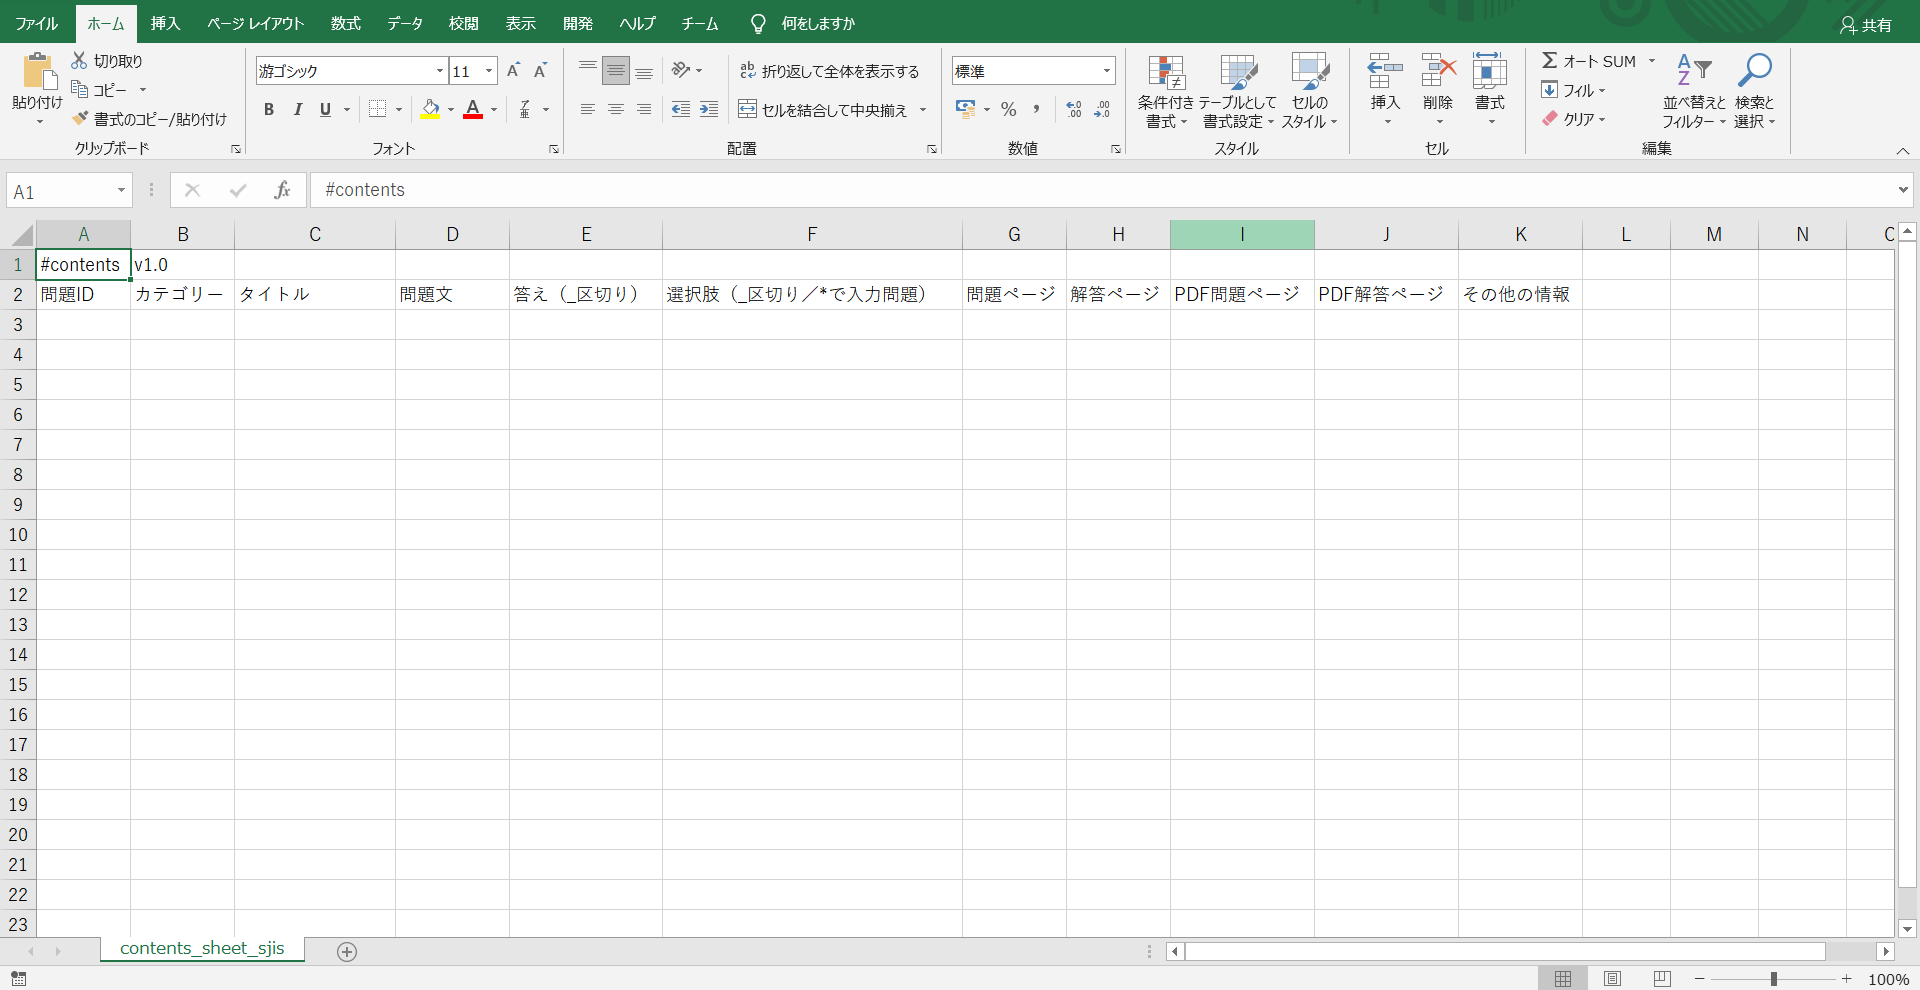 ファイル ホーム 挿入 ページ レイアウト 数式 データ 校閲 表示 開発 ヘルプ チーム 何をしますか 共有
貼り付け
切り取り
コピー
書式のコピー/貼り付け
クリップボード
游ゴシック 11 A A
B I U A
フォント
折り返して全体を表示する
セルを結合して中央揃え
配置
標準
% ,
数値
条件付き書式
テーブルとして書式設定
セルのスタイル
スタイル
挿入 削除 書式
セル
Σ オート SUM
フィル
クリア
並べ替えとフィルター
検索と選択
編集
A1 fx #contents
A B C D E F G H I J K L M N
1 #contents v1.0
2 問題ID カテゴリー タイトル 問題文 答え（_区切り） 選択肢（_区切り／*で入力問題） 問題ページ 解答ページ PDF問題ページ PDF解答ページ その他の情報
3
4
5
6
7
8
9
10
11
12
13
14
15
16
17
18
19
20
21
22
23
contents_sheet_sjis
100%